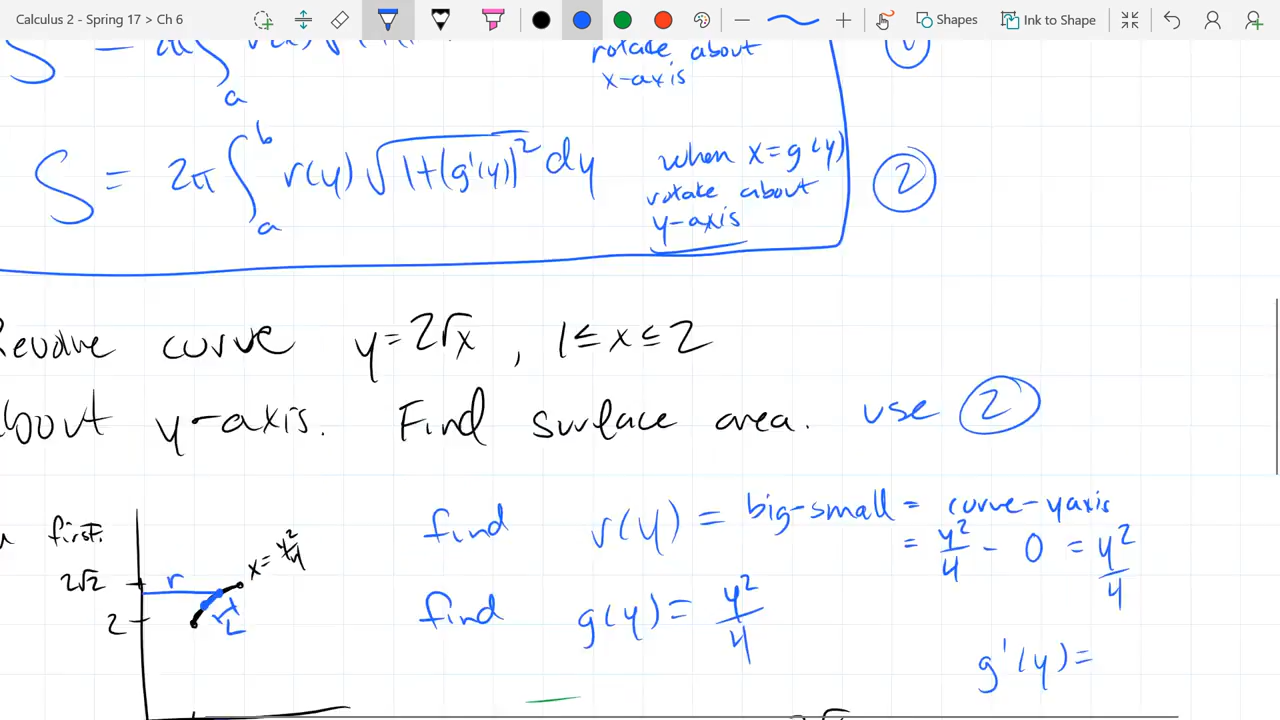 Calculus 2 - Spring 17 > Ch 6
Shapes
Ink to Shape
rotate about
x-axis
a
S = 2π ∫ a b r(y) √1+(g'(y))² dy
when x=g(y)
rotate about
y-axis
②
Revolve curve y=2√x , 1≤x≤2
about y-axis. Find surface area. use ②
first.
2√2
r
x=y²/4
2
L
find r(y) = big-small = curve-yaxis
= y²/4 - 0 = y²/4
find g(y)= y²/4
g'(y)=